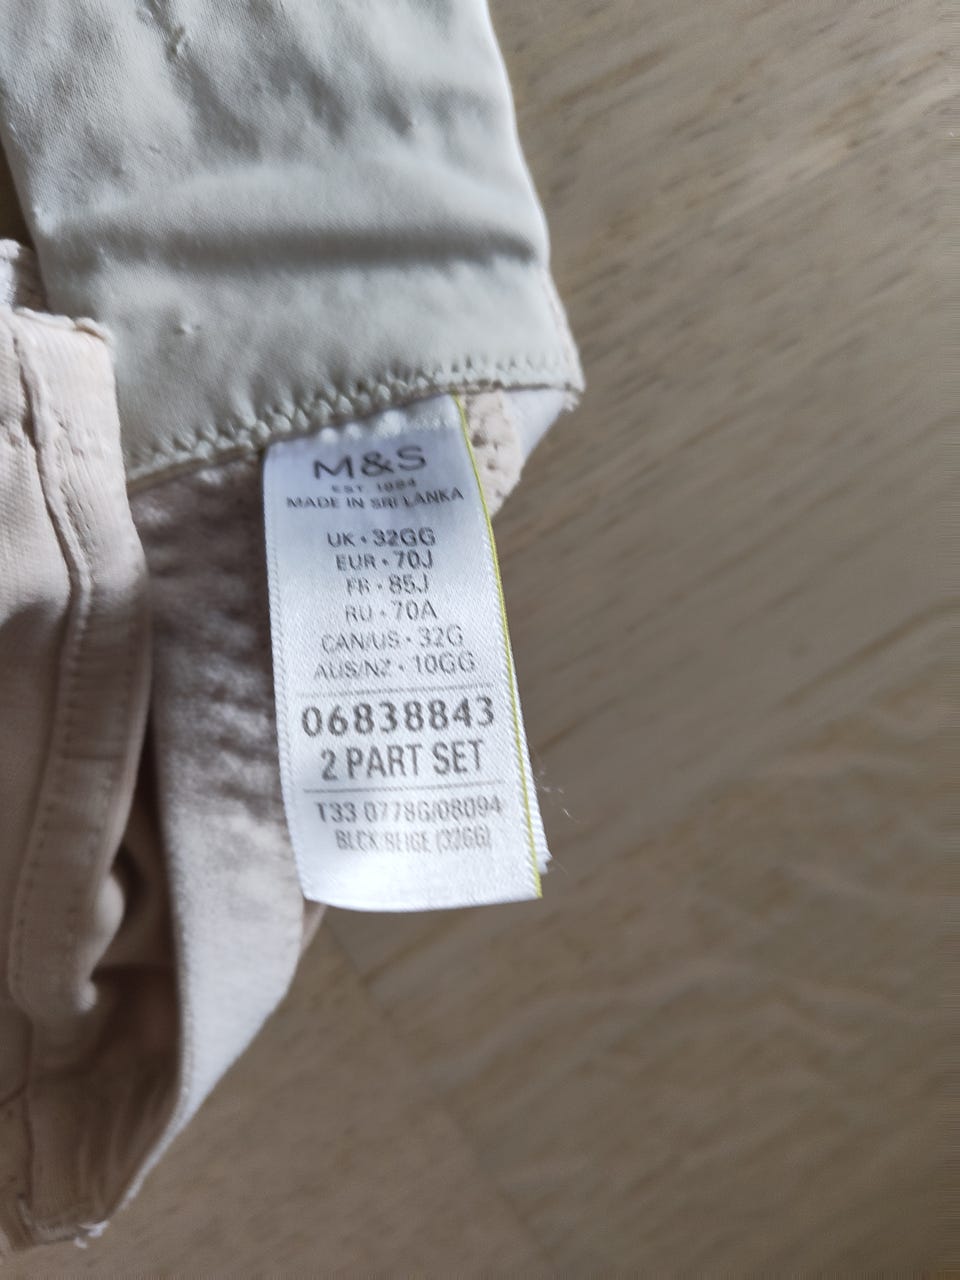 M&S
EST. 1884
MADE IN SRI LANKA
UK • 32GG
EUR • 70J
FR • 85J
RU • 70A
CAN/US • 32G
AUS/NZ • 10GG
06838843
2 PART SET
T33 0778G/08094
BLCK BEIGE (32GG)